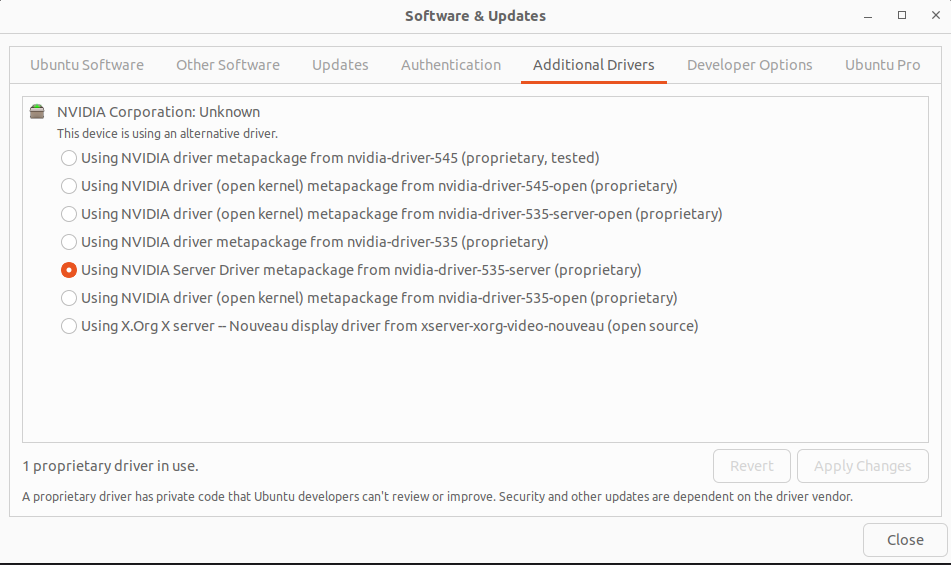 Software & Updates
Ubuntu Software Other Software Updates Authentication Additional Drivers Developer Options Ubuntu Pro
NVIDIA Corporation: Unknown
This device is using an alternative driver.
Using NVIDIA driver metapackage from nvidia-driver-545 (proprietary, tested)
Using NVIDIA driver (open kernel) metapackage from nvidia-driver-545-open (proprietary)
Using NVIDIA driver (open kernel) metapackage from nvidia-driver-535-server-open (proprietary)
Using NVIDIA driver metapackage from nvidia-driver-535 (proprietary)
Using NVIDIA Server Driver metapackage from nvidia-driver-535-server (proprietary)
Using NVIDIA driver (open kernel) metapackage from nvidia-driver-535-open (proprietary)
Using X.Org X server -- Nouveau display driver from xserver-xorg-video-nouveau (open source)
1 proprietary driver in use. Revert Apply Changes
A proprietary driver has private code that Ubuntu developers can't review or improve. Security and other updates are dependent on the driver vendor.
Close